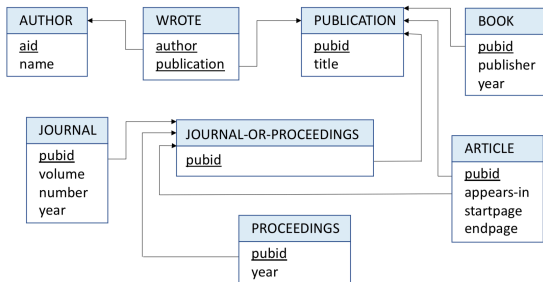 AUTHOR
aid
name
WROTE
author
publication
PUBLICATION
pubid
title
BOOK
pubid
publisher
year
JOURNAL
pubid
volume
number
year
JOURNAL-OR-PROCEEDINGS
pubid
ARTICLE
pubid
appears-in
startpage
endpage
PROCEEDINGS
pubid
year